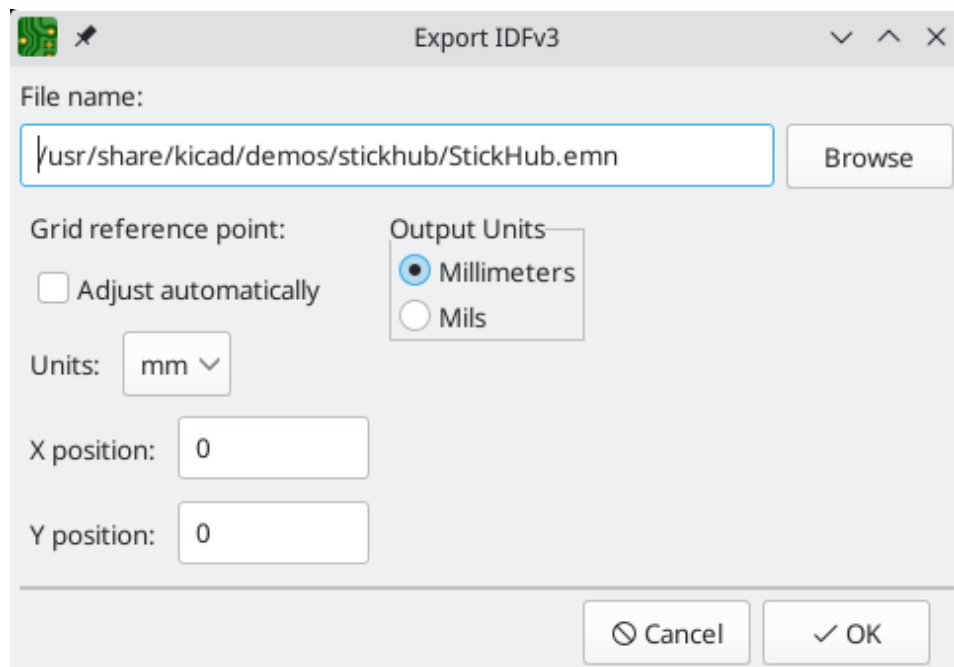 Export IDFv3
File name:
/usr/share/kicad/demos/stickhub/StickHub.emn
Browse
Grid reference point:
Output Units
Adjust automatically
Millimeters
Mils
Units:
mm
X position:
0
Y position:
0
Cancel
OK